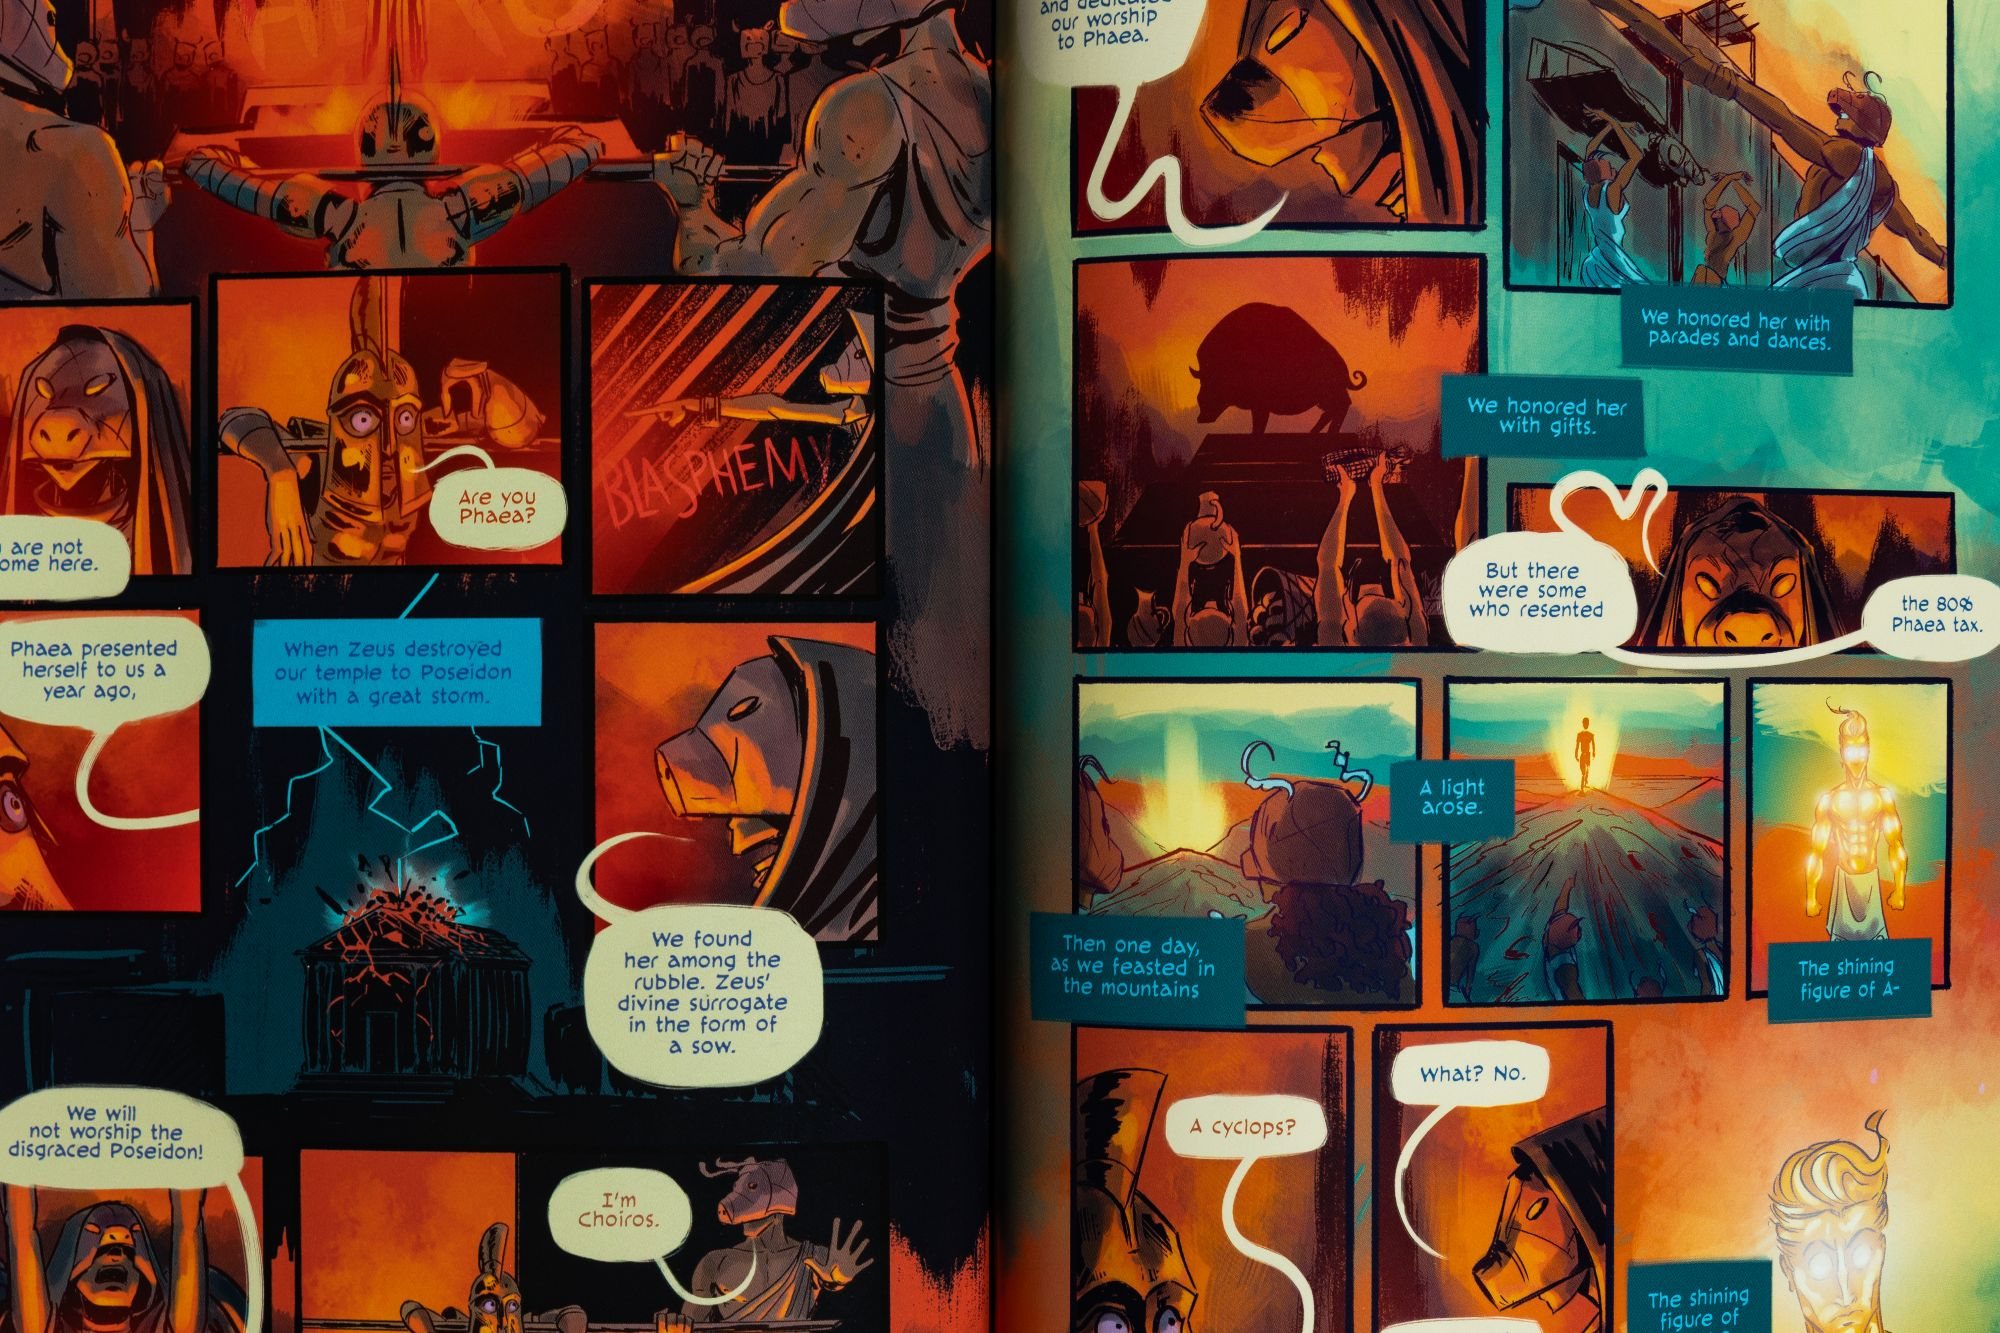 Are you
Phaea?
BLASPHEMY
are not
ome here.
Phaea presented
herself to us a
year ago,
When Zeus destroyed
our temple to Poseidon
with a great storm.
We found
her among the
rubble. Zeus'
divine surrogate
in the form of
a sow.
We will
not worship the
disgraced Poseidon!
I'm
Choiros.
and dedicated
our worship
to Phaea.
We honored her with
parades and dances.
We honored her
with gifts.
But there
were some
who resented
the 80%
Phaea tax.
Then one day,
as we feasted in
the mountains
A light
arose.
The shining
figure of A-
A cyclops?
What? No.
The shining
figure of